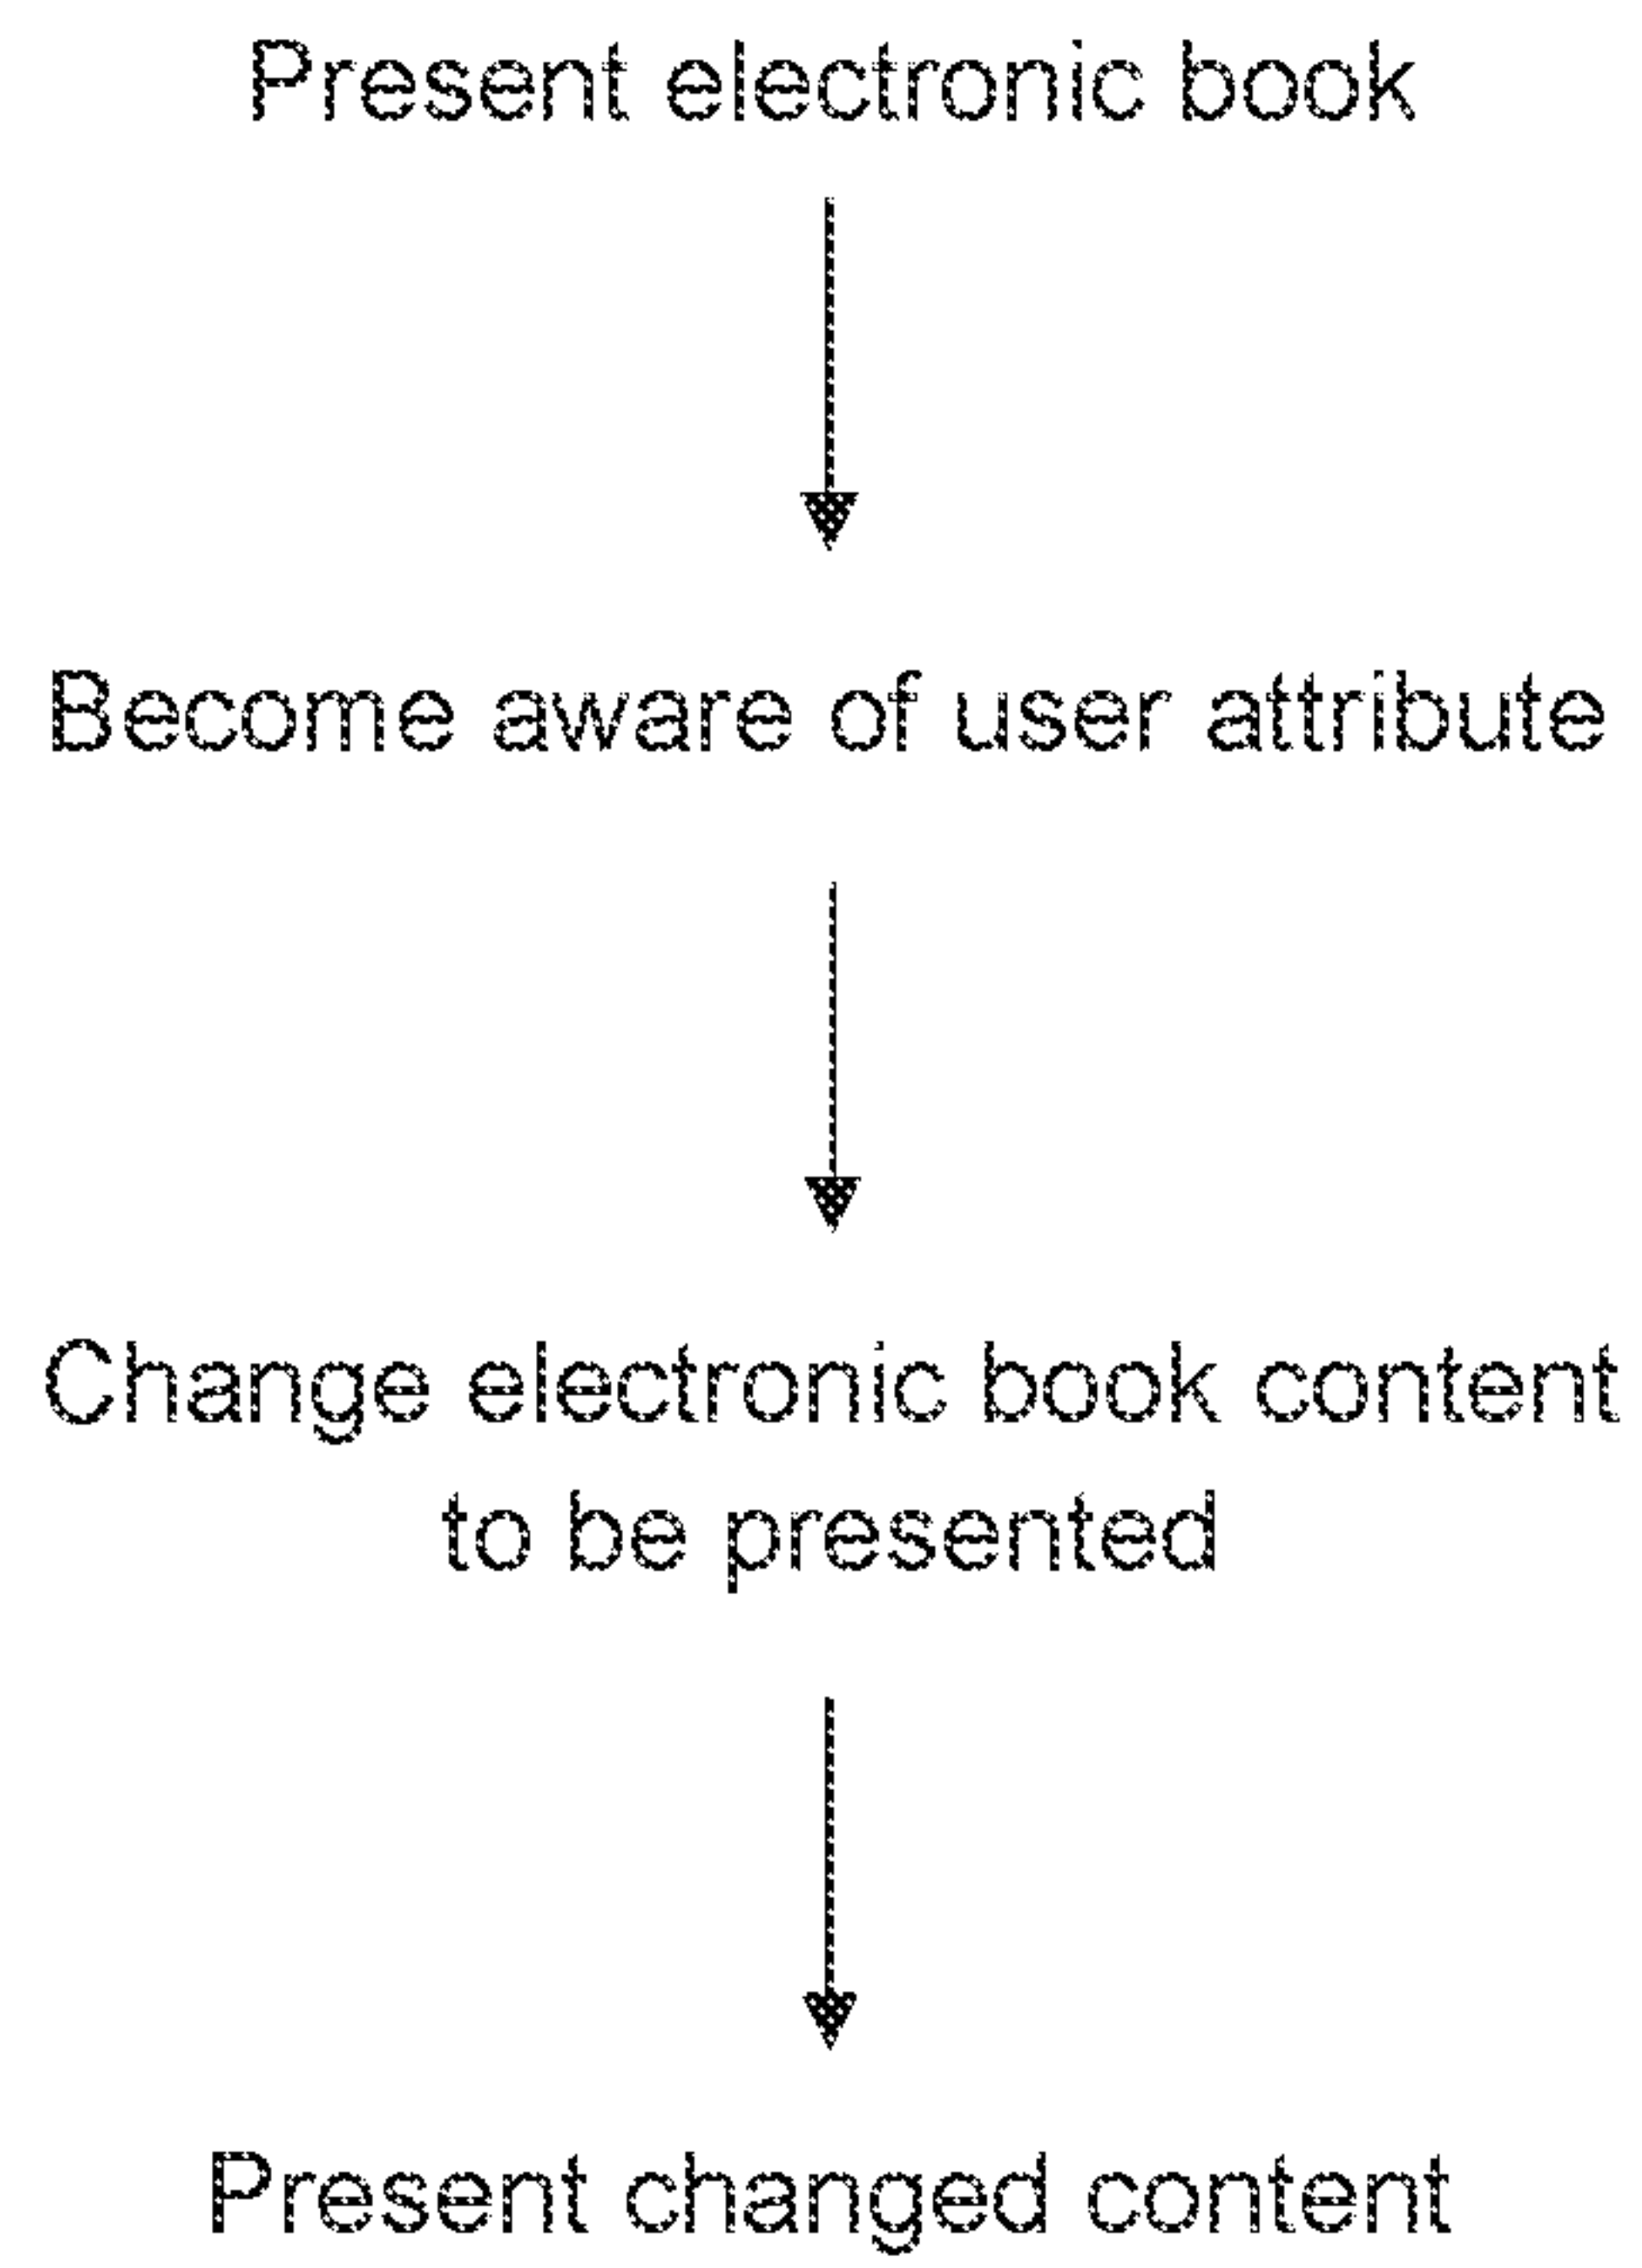 Present electronic book
Become aware of user attribute
Change electronic book content
to be presented
Present changed content